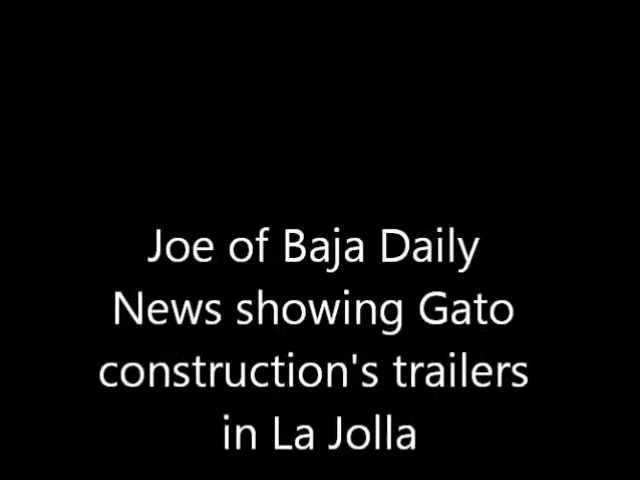 Joe of Baja Daily
News showing Gato
construction's trailers
in La Jolla